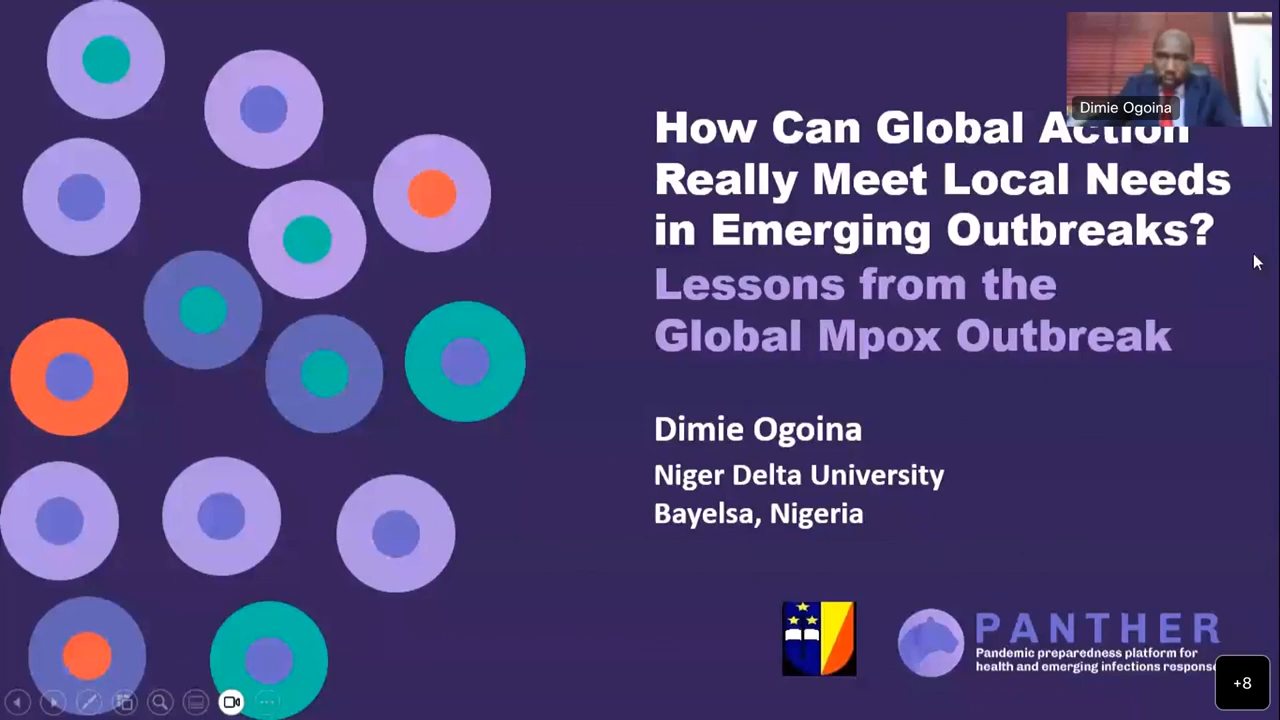 Dimie Ogoina
How Can Global Action
Really Meet Local Needs
in Emerging Outbreaks?
Lessons from the
Global Mpox Outbreak
Dimie Ogoina
Niger Delta University
Bayelsa, Nigeria
PANTHER
Pandemic preparedness platform for
health and emerging infections response
+8